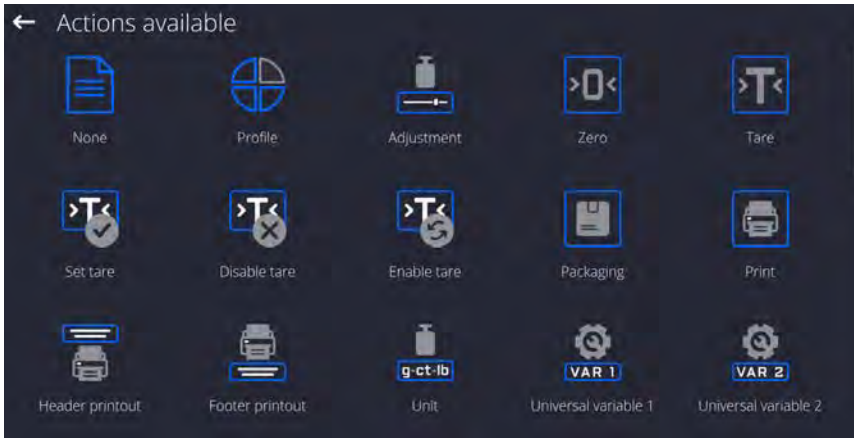 Actions available
>0< >T<
None Profile Adjustment Zero Tare
>T< >T< >T<
Set tare Disable tare Enable tare Packaging Print
g-ct-lb VAR 1 VAR 2
Header printout Footer printout Unit Universal variable 1 Universal variable 2